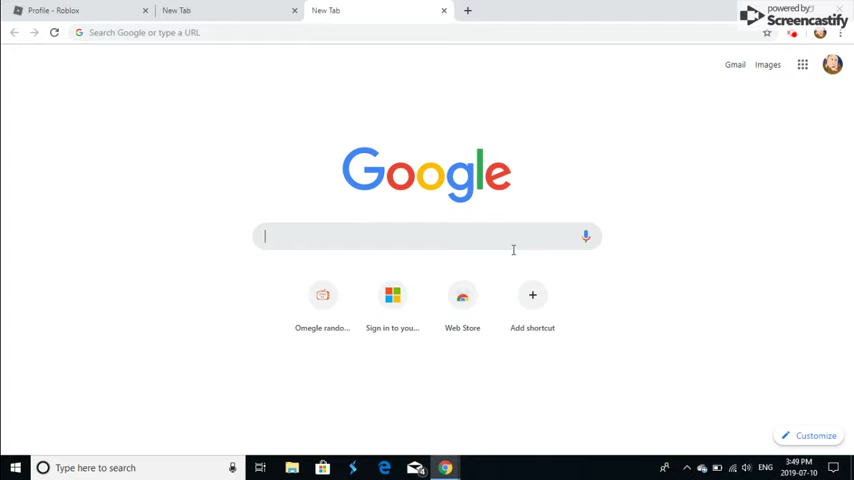 Profile - Roblox
New Tab
New Tab
powered by
Screencastify
Search Google or type a URL
Gmail
Images
Google
Omegle rando...
Sign in to you...
Web Store
Add shortcut
Customize
Type here to search
4
ENG
3:49 PM
2019-07-10